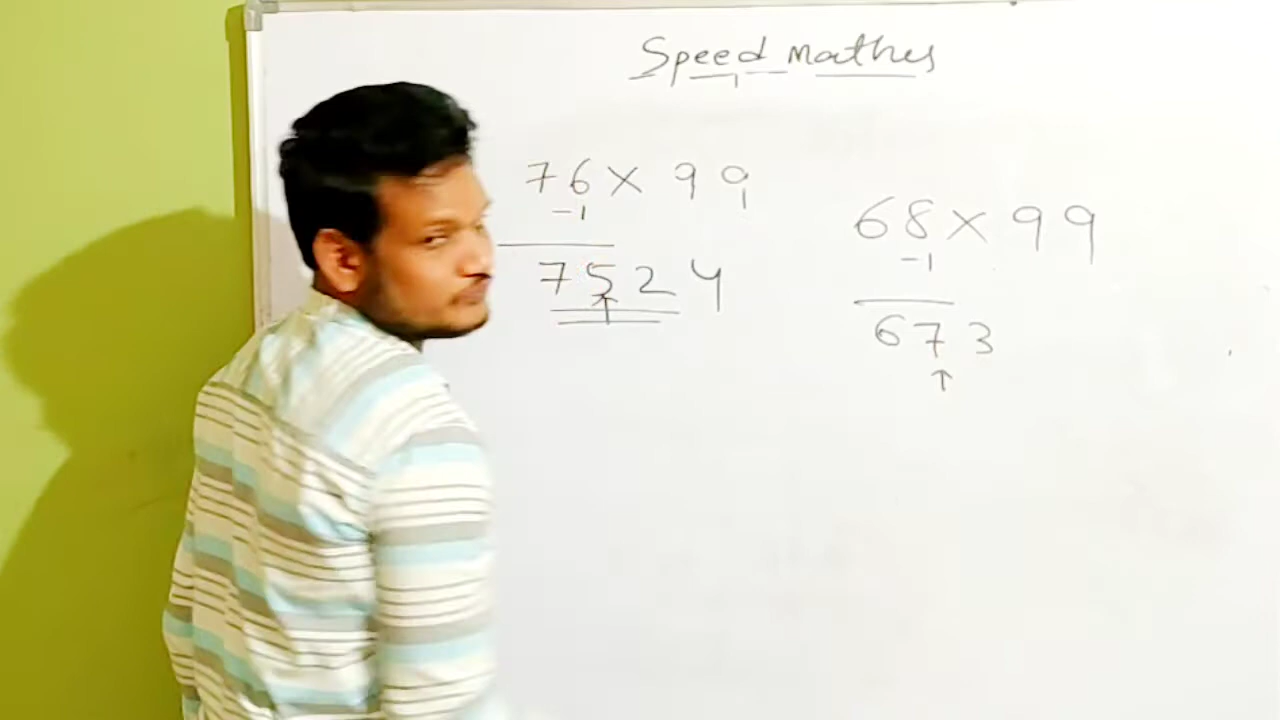 Speed mathes
76 × 99
-1
7524
68 × 99
-1
673